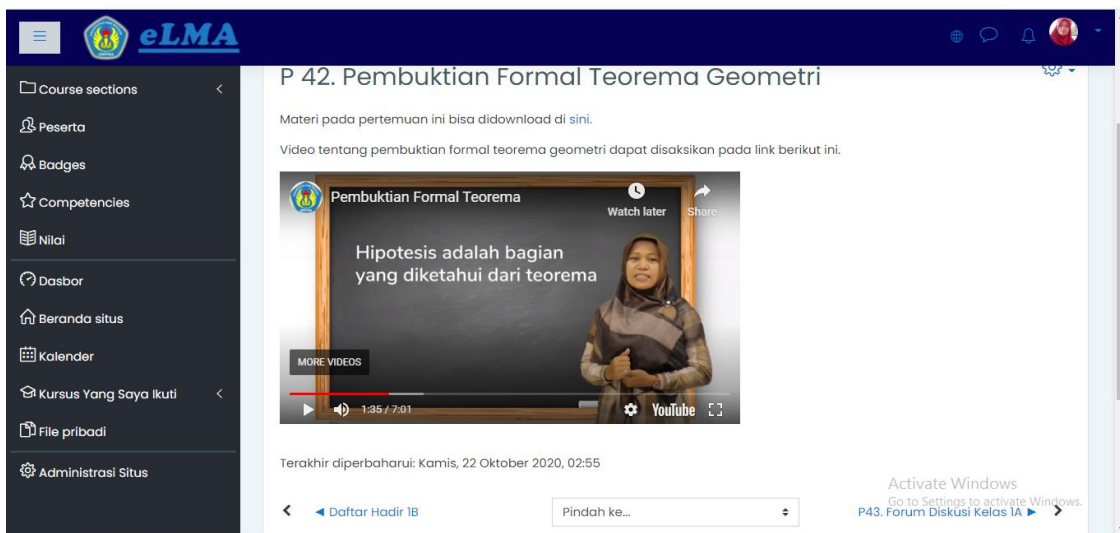 eLMA
Course sections
Peserta
Badges
Competencies
Nilai
Dasbor
Beranda situs
Kalender
Kursus Yang Saya Ikuti
File pribadi
Administrasi Situs
P 42. Pembuktian Formal Teorema Geometri
Materi pada pertemuan ini bisa didownload di sini.
Video tentang pembuktian formal teorema geometri dapat disaksikan pada link berikut ini.
Pembuktian Formal Teorema
Watch later
Share
Hipotesis adalah bagian
yang diketahui dari teorema
MORE VIDEOS
1:35 / 7:01
YouTube
Terakhir diperbaharui: Kamis, 22 Oktober 2020, 02:55
◄ Daftar Hadir 1B
Pindah ke...
P43. Forum Diskusi Kelas 1A ►
Activate Windows
Go to Settings to activate Windows.